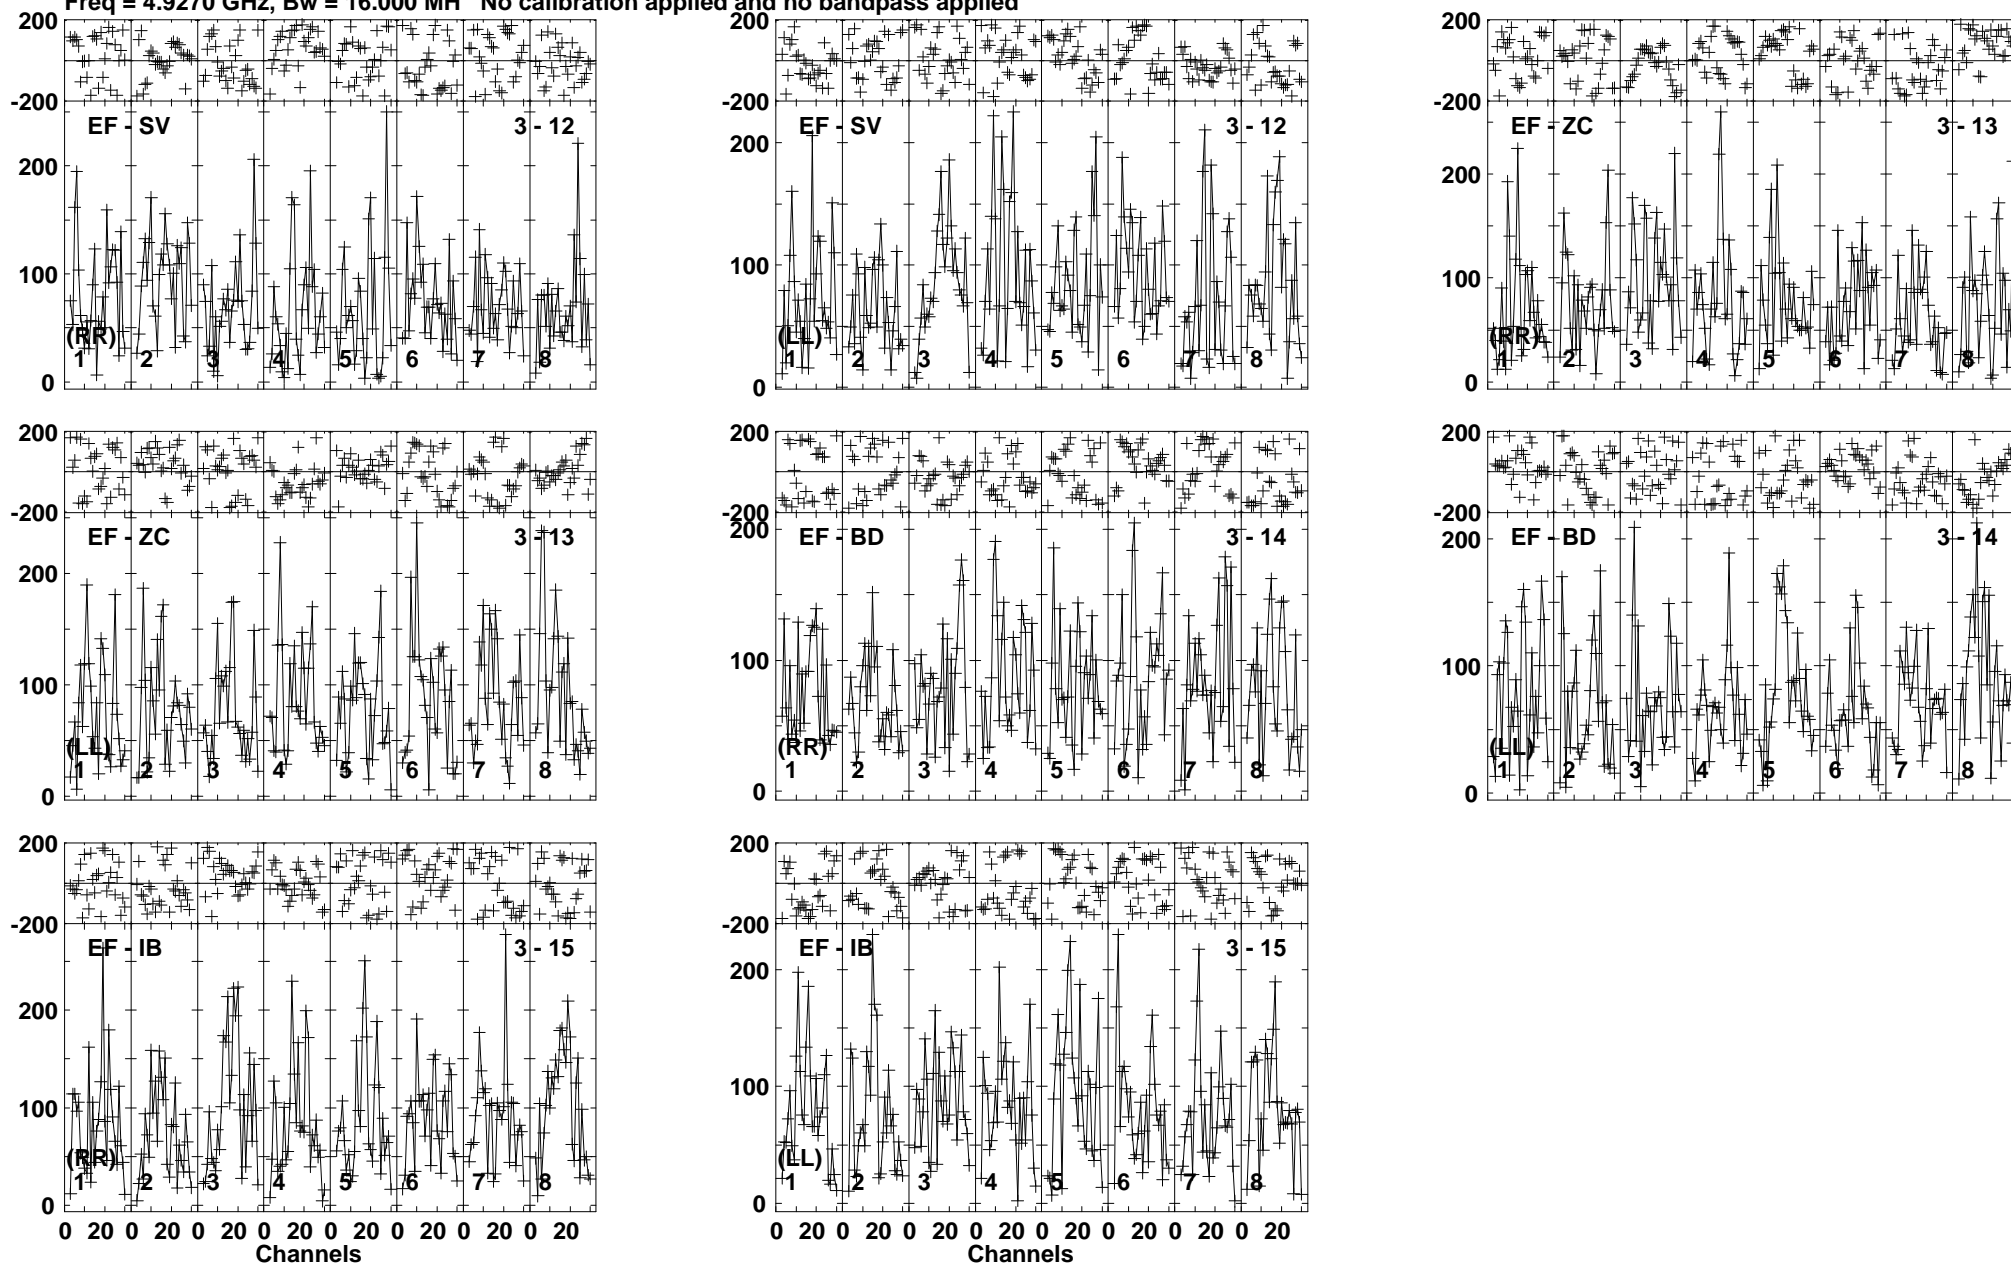 Freq = 4.9270 GHz, Bw = 16.000 MH No calibration applied and no bandpass applied
200 200 200
-200 -200 -200
EF - SV 3 - 12 EF - SV 3 - 12 EF - ZC 3 - 13
200 200 200
100 100 100
(RR) (LL) (RR)
1 2 3 4 5 6 7 8 1 2 3 4 5 6 7 8 1 2 3 4 5 6 7 8
0 0 0
200 200 200
-200 -200 -200
EF - ZC 3 - 13 EF - BD 3 - 14 EF - BD 3 - 14
200 200 200
100 100 100
(LL) (RR) (LL)
1 2 3 4 5 6 7 8 1 2 3 4 5 6 7 8 1 2 3 4 5 6 7 8
0 0 0
200 200
-200 -200
EF - IB 3 - 15 EF - IB 3 - 15
200 200
100 100
(RR) (LL)
1 2 3 4 5 6 7 8 1 2 3 4 5 6 7 8
0 0
0 20 0 20 0 20 0 20 0 20 0 20 0 20 0 20 0 20 0 20 0 20 0 20 0 20 0 20 0 20 0 20
Channels Channels